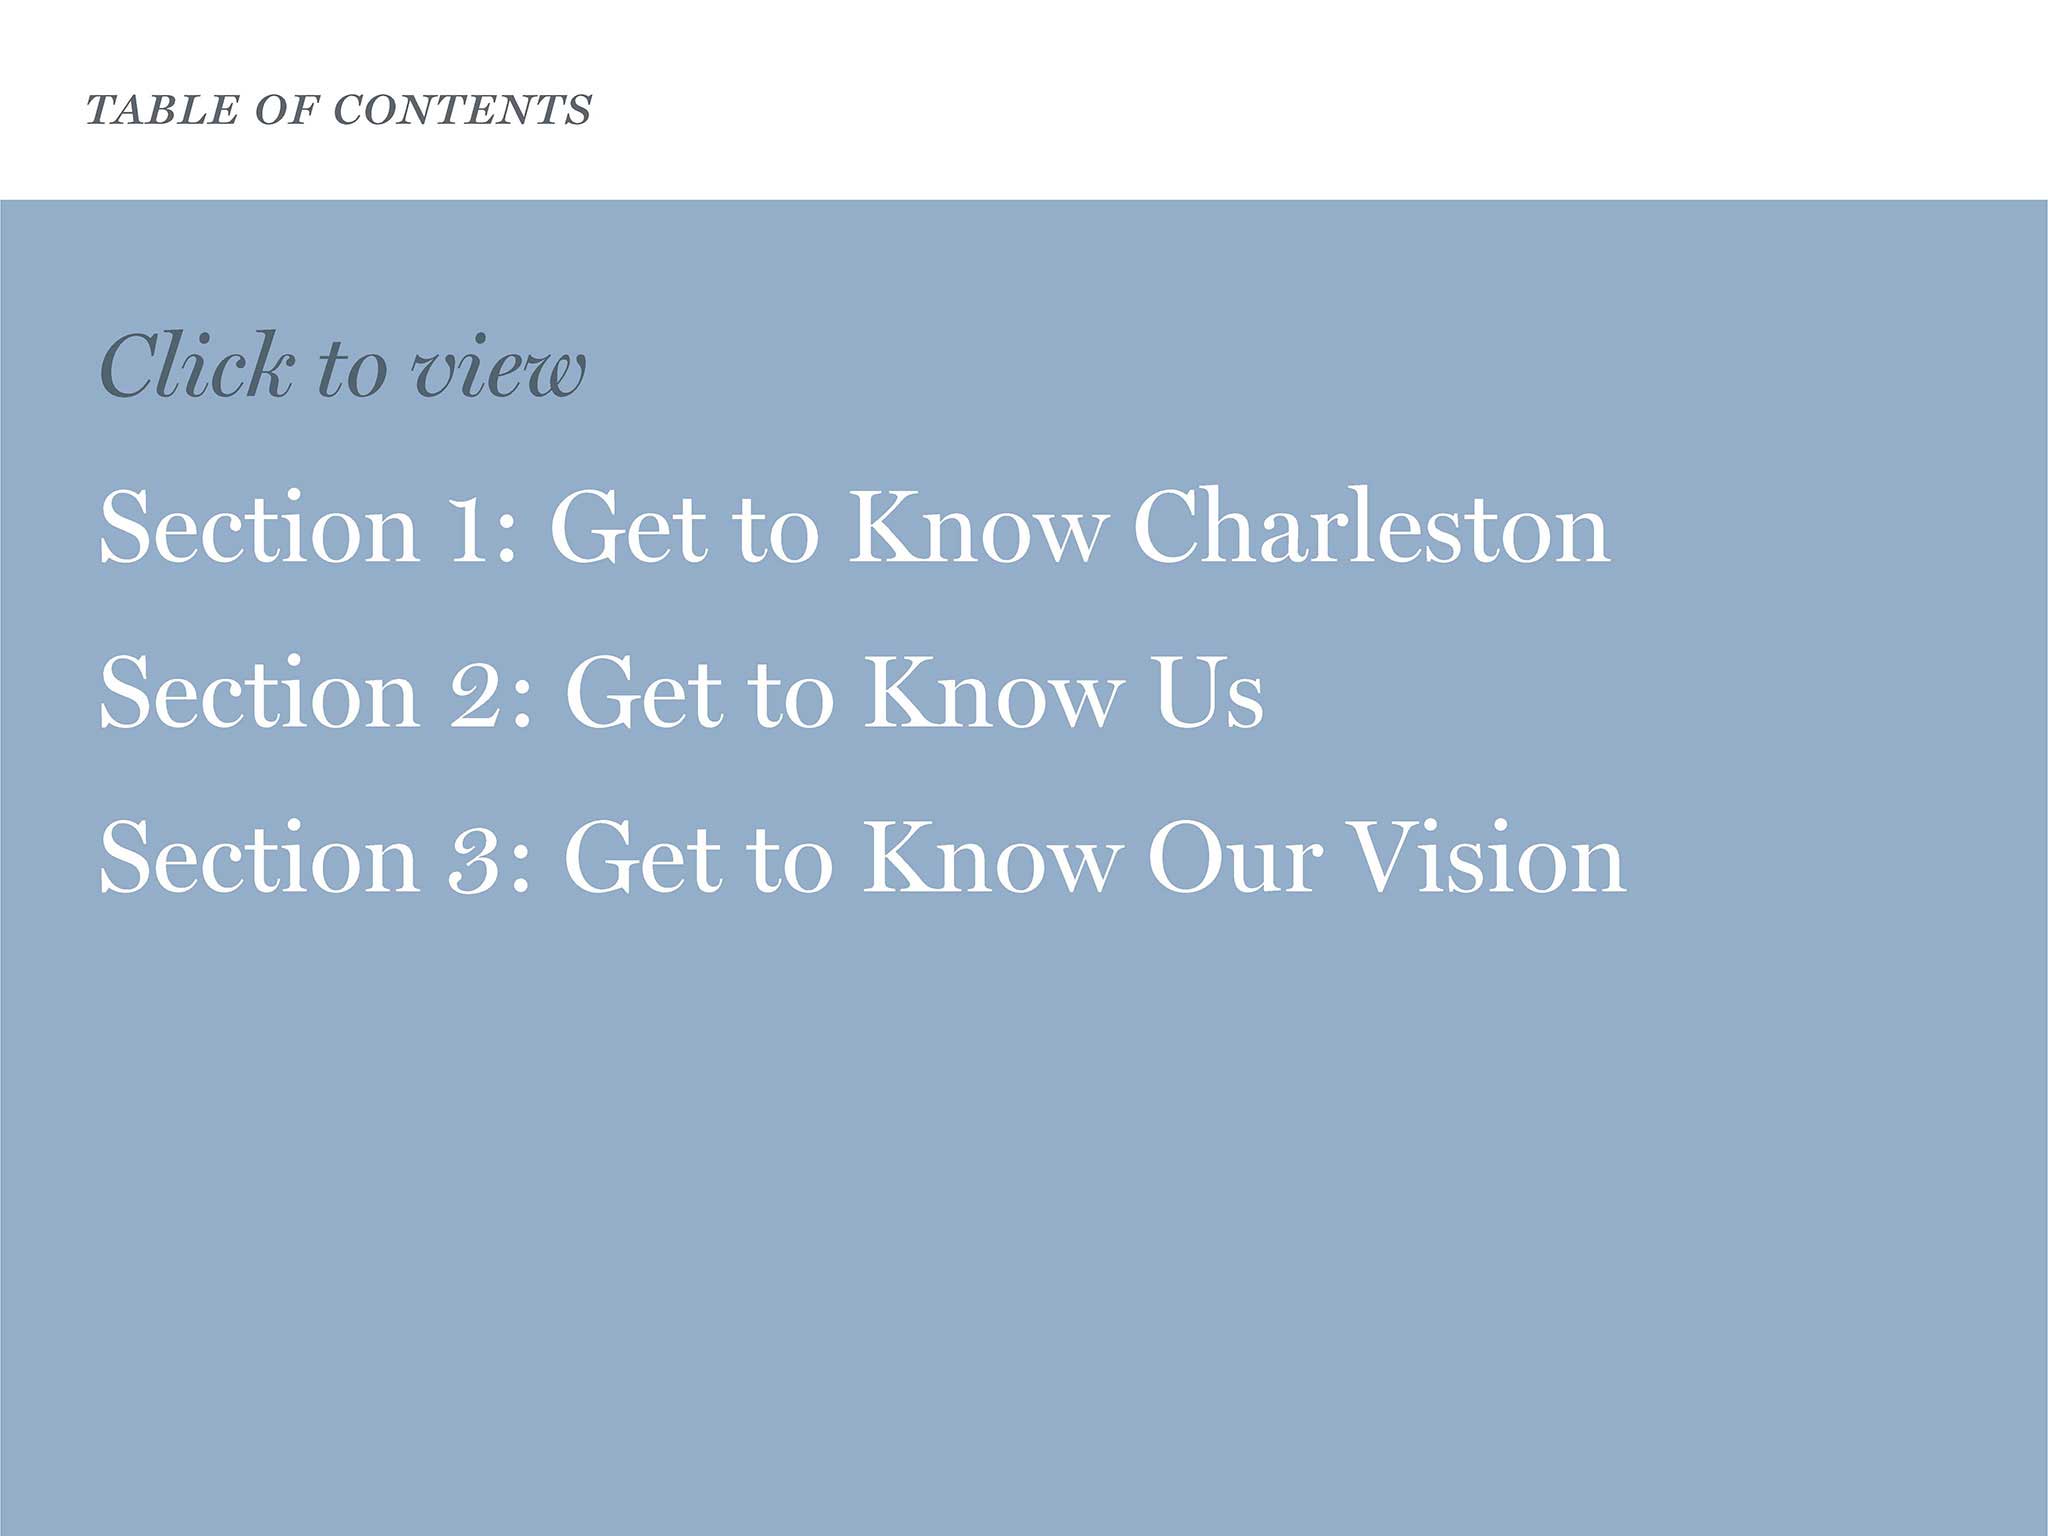 TABLE OF CONTENTS
Click to view
Section 1: Get to Know Charleston
Section 2: Get to Know Us
Section 3: Get to Know Our Vision